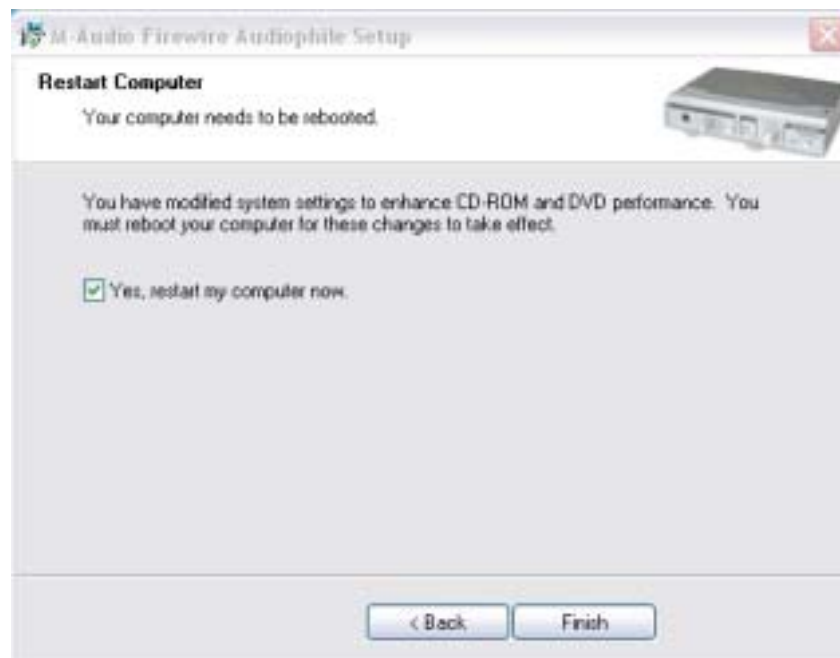 M-Audio Firewire Audiophile Setup
Restart Computer
Your computer needs to be rebooted.
You have modified system settings to enhance CD-ROM and DVD performance. You
must reboot your computer for these changes to take effect.
Yes, restart my computer now.
< Back
Finish